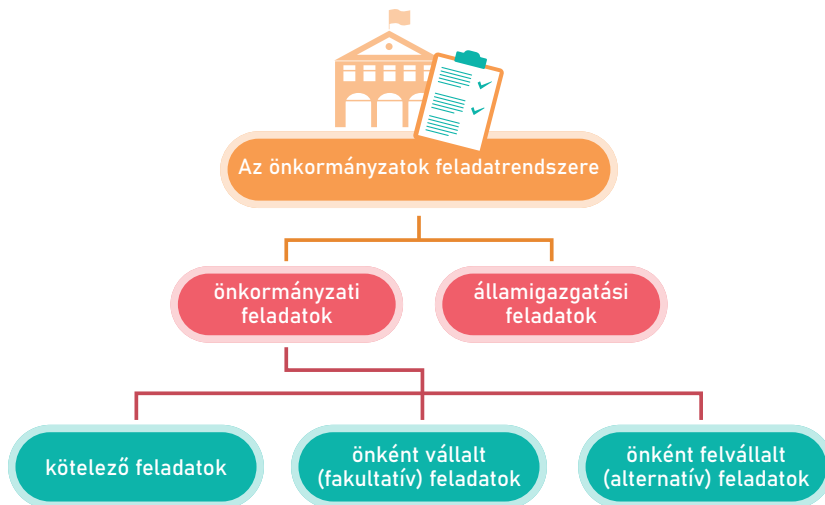 Az önkormányzatok feladatrendszere
önkormányzati
feladatok
államigazgatási
feladatok
kötelező feladatok
önként vállalt
(fakultatív) feladatok
önként felvállalt
(alternatív) feladatok